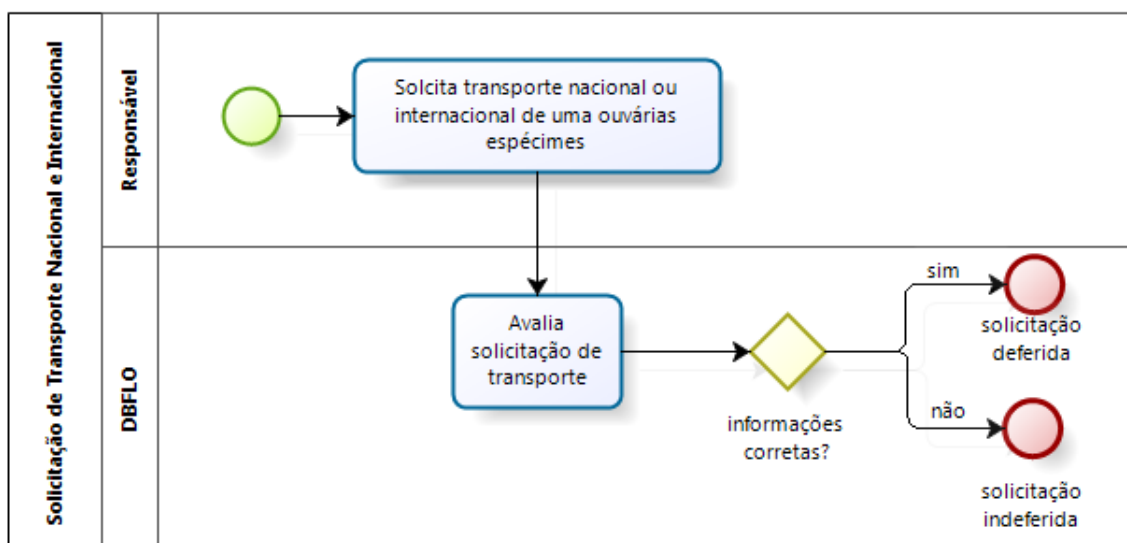 Solicitação de Transporte Nacional e Internacional
Responsável
Solcita transporte nacional ou
internacional de uma ouvárias
espécimes
DBFLO
Avalia
solicitação de
transporte
informações
corretas?
sim
solicitação
deferida
não
solicitação
indeferida